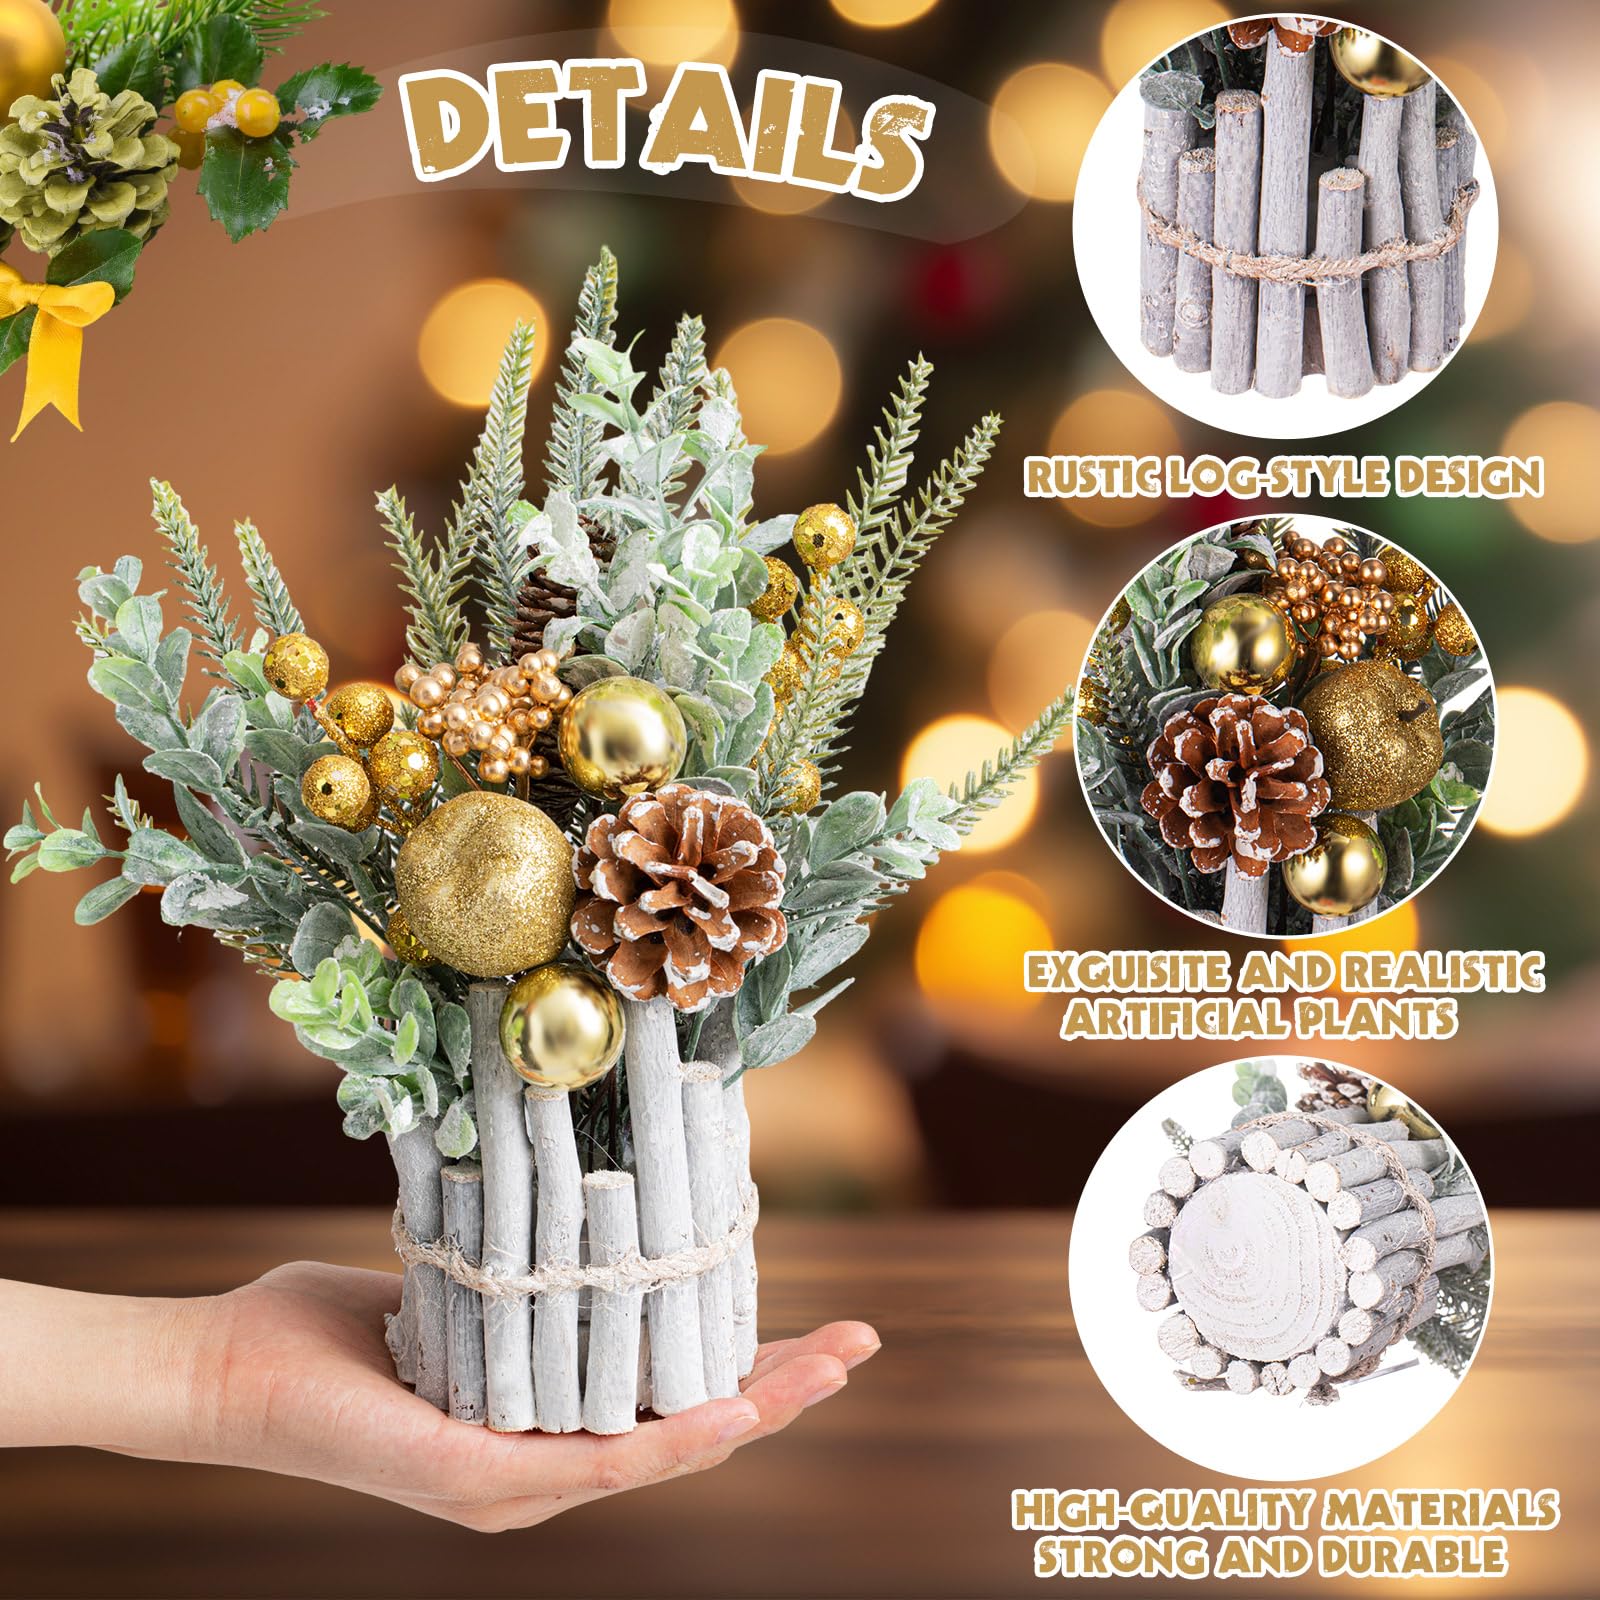 DETAILS
RUSTIC LOG-STYLE DESIGN
EXQUISITE AND REALISTIC
ARTIFICIAL PLANTS
HIGH-QUALITY MATERIALS
STRONG AND DURABLE